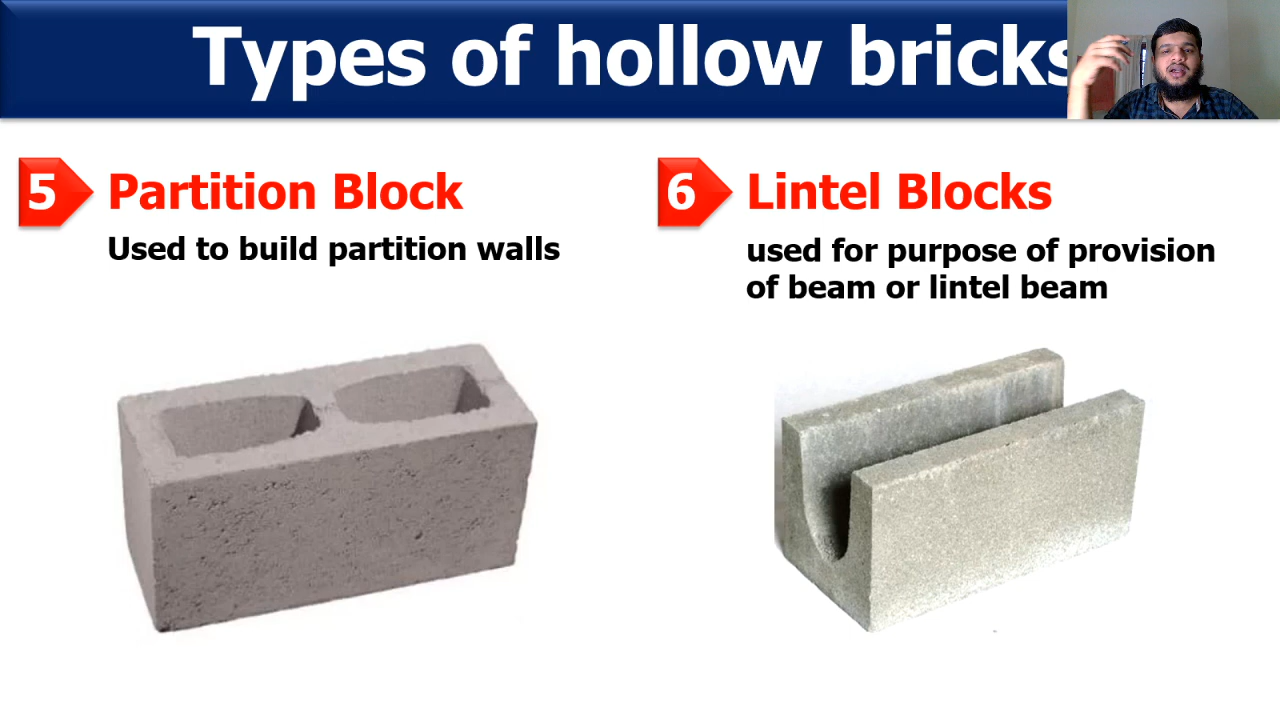 Types of hollow bricks
5 Partition Block
Used to build partition walls
6 Lintel Blocks
used for purpose of provision
of beam or lintel beam